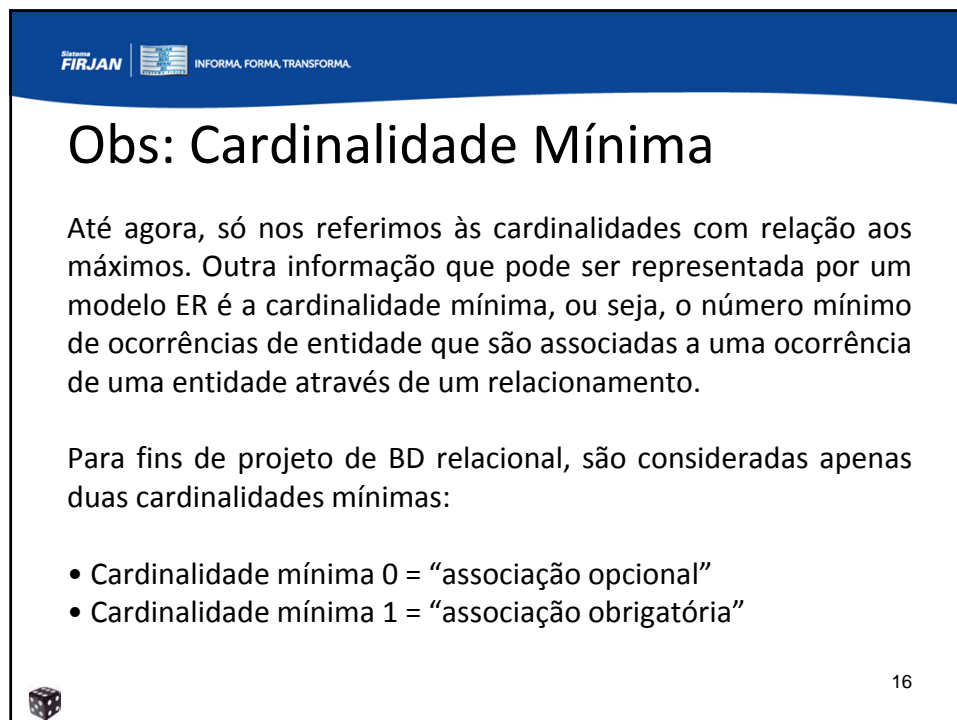 Sistema
FIRJAN
INFORMA, FORMA, TRANSFORMA.
Obs: Cardinalidade Mínima
Até agora, só nos referimos às cardinalidades com relação aos
máximos. Outra informação que pode ser representada por um
modelo ER é a cardinalidade mínima, ou seja, o número mínimo
de ocorrências de entidade que são associadas a uma ocorrência
de uma entidade através de um relacionamento.
Para fins de projeto de BD relacional, são consideradas apenas
duas cardinalidades mínimas:
• Cardinalidade mínima 0 = “associação opcional”
• Cardinalidade mínima 1 = “associação obrigatória”
16